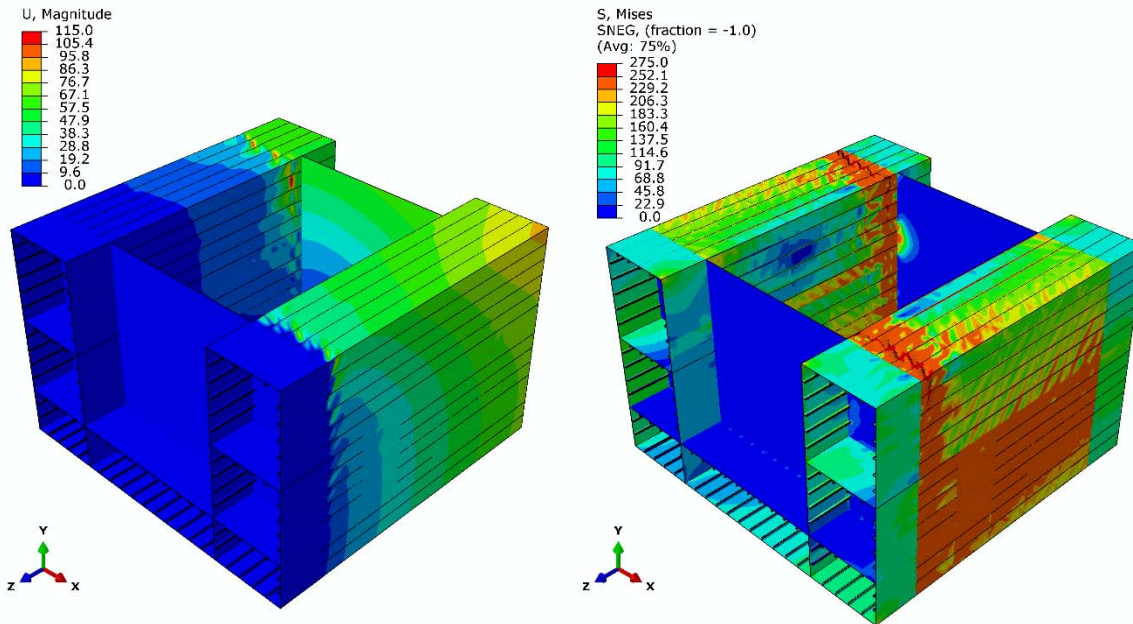 U, Magnitude
115.0
105.4
95.8
86.3
76.7
67.1
57.5
47.9
38.3
28.8
19.2
9.6
0.0
Y
Z
X
S, Mises
SNEG, (fraction = -1.0)
(Avg: 75%)
275.0
252.1
229.2
206.3
183.3
160.4
137.5
114.6
91.7
68.8
45.8
22.9
0.0
Y
Z
X